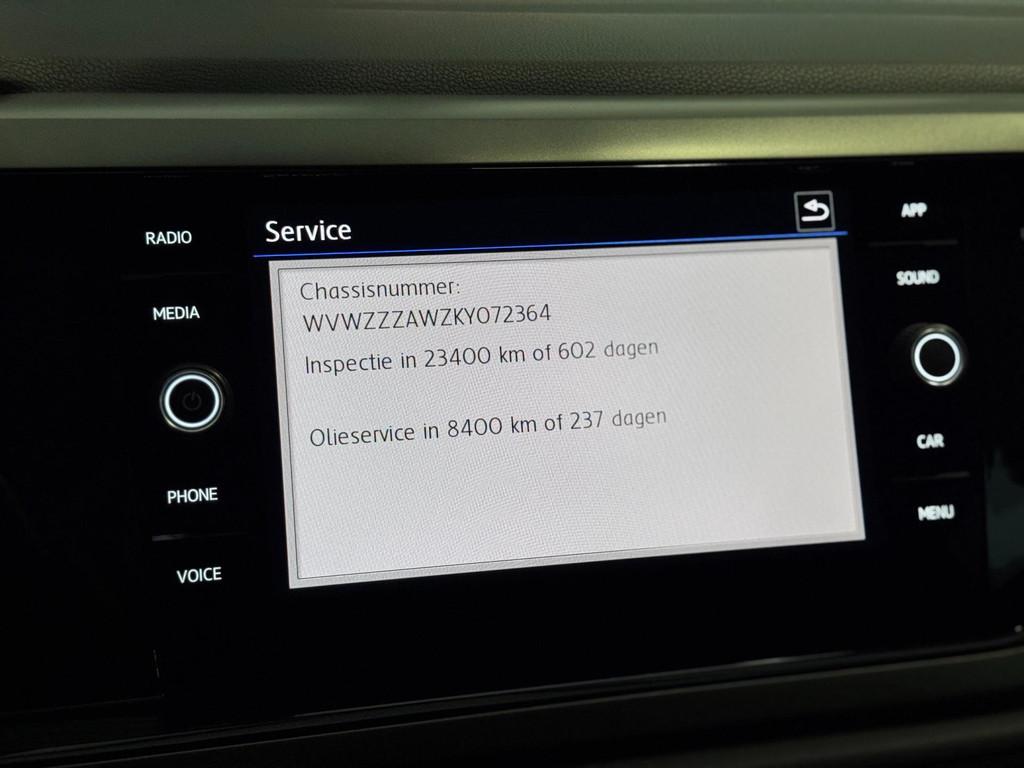 Service
RADIO
MEDIA
PHONE
VOICE
Chassisnummer:
WVWZZZAWZKY072364
Inspectie in 23400 km of 602 dagen
Olieservice in 8400 km of 237 dagen
APP
SOUND
CAR
MENU